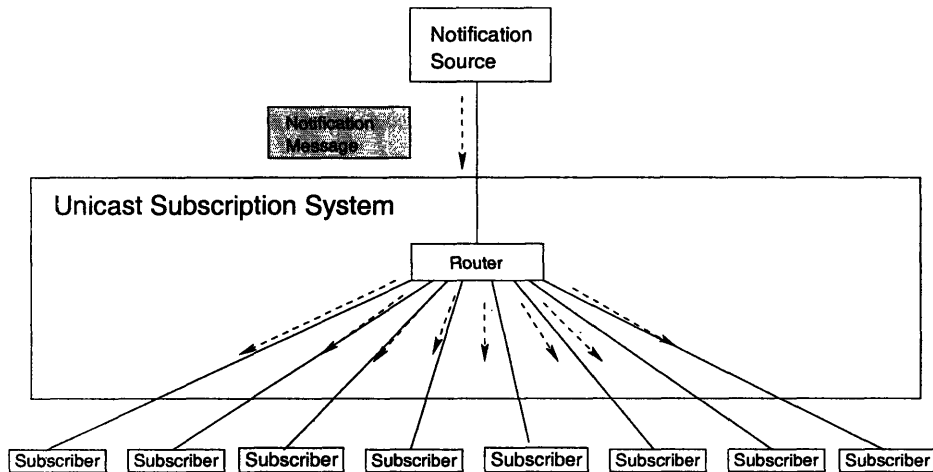 Notification
Source
Notification
Message
Unicast Subscription System
Router
Subscriber Subscriber Subscriber Subscriber Subscriber Subscriber Subscriber Subscriber